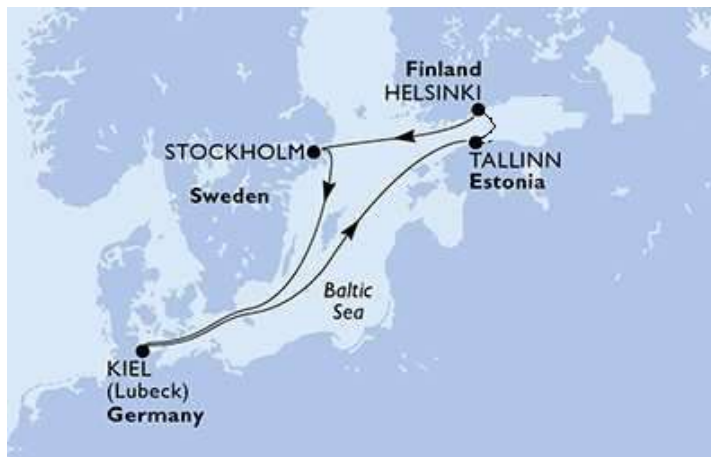 Finland
HELSINKI
STOCKHOLM
TALLINN
Estonia
Sweden
Baltic
Sea
KIEL
(Lubeck)
Germany